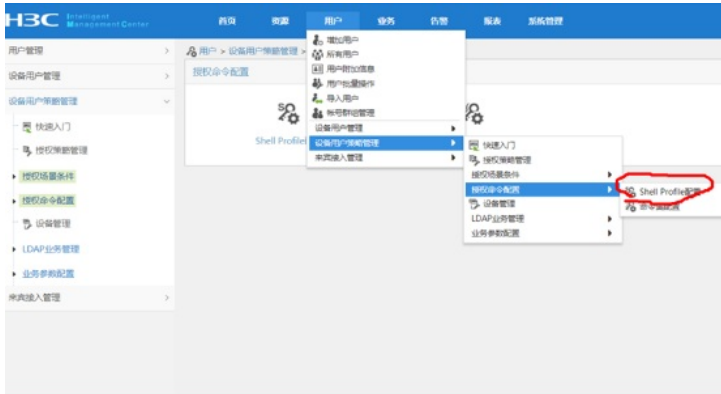 H3C Intelligent Management Center
首页 资源 用户 业务 告警 报表 系统管理
用户管理
设备用户管理
设备用户策略管理
快速入门
授权策略管理
授权场景条件
授权命令配置
设备管理
LDAP业务管理
业务参数配置
来宾接入管理
用户 > 设备用户策略管理 >
授权命令配置
Shell Profile
增加用户
所有用户
用户附加信息
用户批量操作
导入用户
帐号群组管理
设备用户管理
设备用户策略管理
来宾接入管理
快速入门
授权策略管理
授权场景条件
授权命令配置
设备管理
LDAP业务管理
业务参数配置
Shell Profile配置
命令集配置